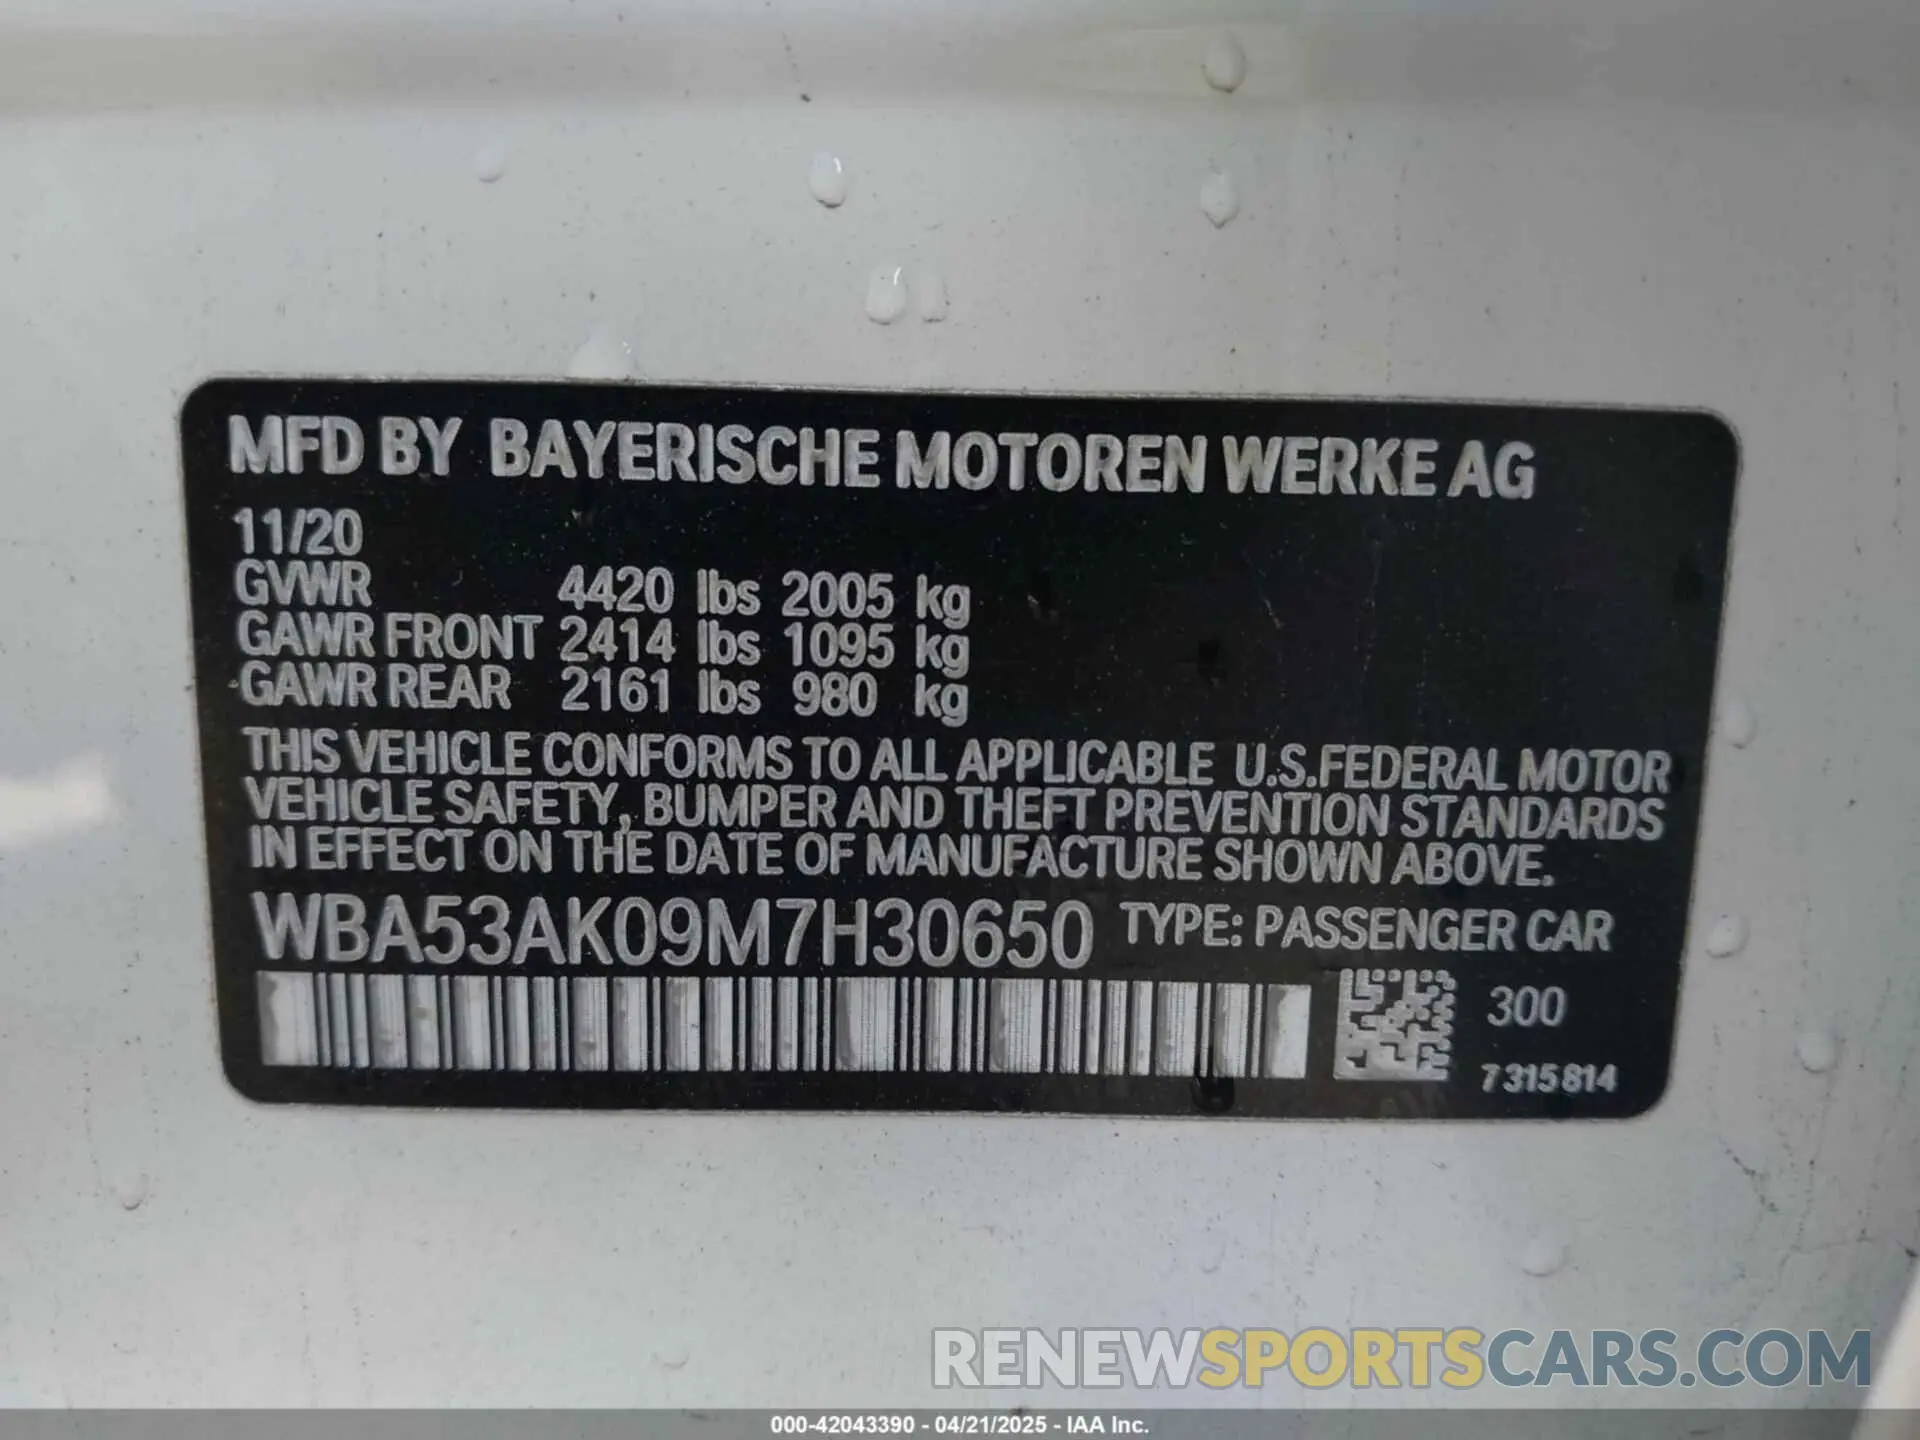 MFD BY BAYERISCHE MOTOREN WERKE AG
11/20
GVWR 4420 lbs 2005 kg
GAWR FRONT 2414 lbs 1095 kg
GAWR REAR 2161 lbs 980 kg
THIS VEHICLE CONFORMS TO ALL APPLICABLE U.S.FEDERAL MOTOR
VEHICLE SAFETY, BUMPER AND THEFT PREVENTION STANDARDS
IN EFFECT ON THE DATE OF MANUFACTURE SHOWN ABOVE.
WBA53AK09M7H30650 TYPE: PASSENGER CAR
300
7315814
RENEWSPORTSCARS.COM
000-42043390 - 04/21/2025 - IAA Inc.